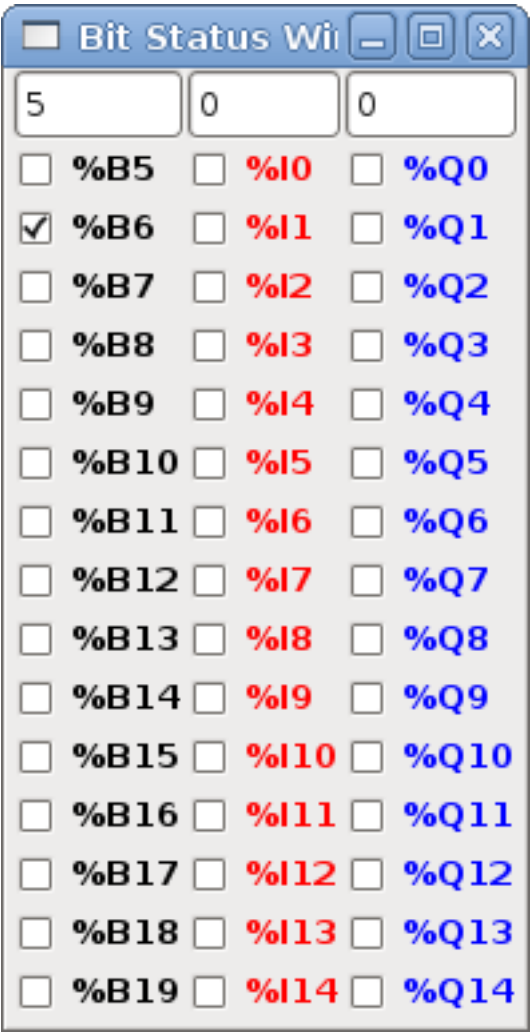 Bit Status Wi
5 0 0
%B5 %I0 %Q0
%B6 %I1 %Q1
%B7 %I2 %Q2
%B8 %I3 %Q3
%B9 %I4 %Q4
%B10 %I5 %Q5
%B11 %I6 %Q6
%B12 %I7 %Q7
%B13 %I8 %Q8
%B14 %I9 %Q9
%B15 %I10 %Q10
%B16 %I11 %Q11
%B17 %I12 %Q12
%B18 %I13 %Q13
%B19 %I14 %Q14